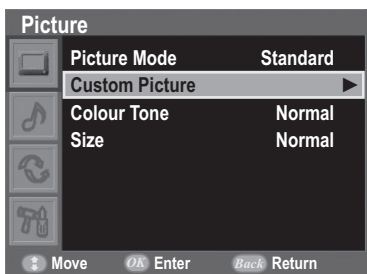 Picture
Picture Mode Standard
Custom Picture
Colour Tone Normal
Size Normal
Move OK Enter Back Return